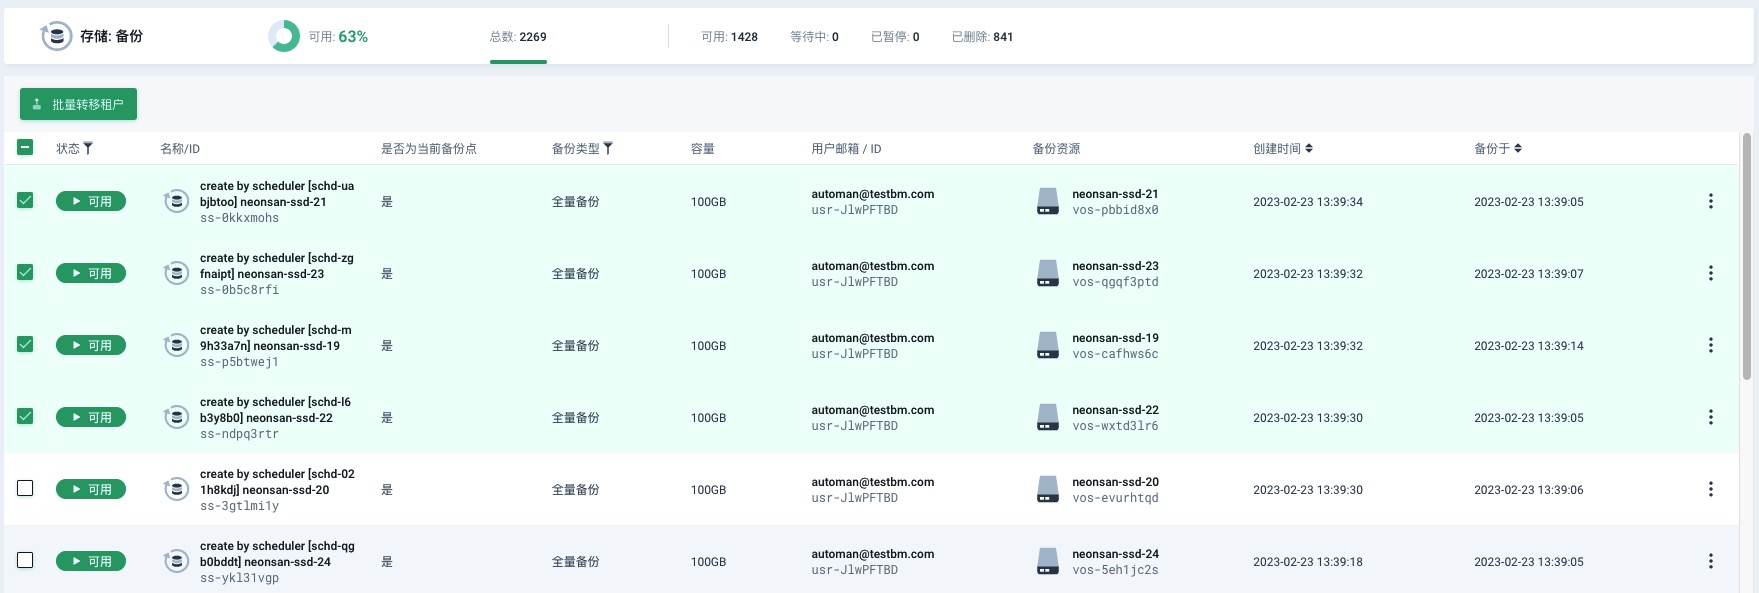 存储: 备份
可用: 63%
总数: 2269
可用: 1428
等待中: 0
已暂停: 0
已删除: 841
批量转移租户
状态 名称/ID 是否为当前备份点 备份类型 容量 用户邮箱 / ID 备份资源 创建时间 备份于
可用
create by scheduler [schd-ua
bjbtoo] neonsan-ssd-21
ss-0kkxmohs
是
全量备份
100GB
automan@testbm.com
usr-JlwPFTBD
neonsan-ssd-21
vos-pbbid8x0
2023-02-23 13:39:34
2023-02-23 13:39:05
可用
create by scheduler [schd-zg
fnaipt] neonsan-ssd-23
ss-0b5c8rfi
是
全量备份
100GB
automan@testbm.com
usr-JlwPFTBD
neonsan-ssd-23
vos-qgqf3ptd
2023-02-23 13:39:32
2023-02-23 13:39:07
可用
create by scheduler [schd-m
9h33a7n] neonsan-ssd-19
ss-p5btwej1
是
全量备份
100GB
automan@testbm.com
usr-JlwPFTBD
neonsan-ssd-19
vos-cafhws6c
2023-02-23 13:39:32
2023-02-23 13:39:14
可用
create by scheduler [schd-l6
b3y8b0] neonsan-ssd-22
ss-ndpq3rtr
是
全量备份
100GB
automan@testbm.com
usr-JlwPFTBD
neonsan-ssd-22
vos-wxtd3lr6
2023-02-23 13:39:30
2023-02-23 13:39:05
可用
create by scheduler [schd-02
1h8kdj] neonsan-ssd-20
ss-3gtlmi1y
是
全量备份
100GB
automan@testbm.com
usr-JlwPFTBD
neonsan-ssd-20
vos-evurhtqd
2023-02-23 13:39:30
2023-02-23 13:39:06
可用
create by scheduler [schd-qg
b0bddt] neonsan-ssd-24
ss-ykl31vgp
是
全量备份
100GB
automan@testbm.com
usr-JlwPFTBD
neonsan-ssd-24
vos-5eh1jc2s
2023-02-23 13:39:18
2023-02-23 13:39:05